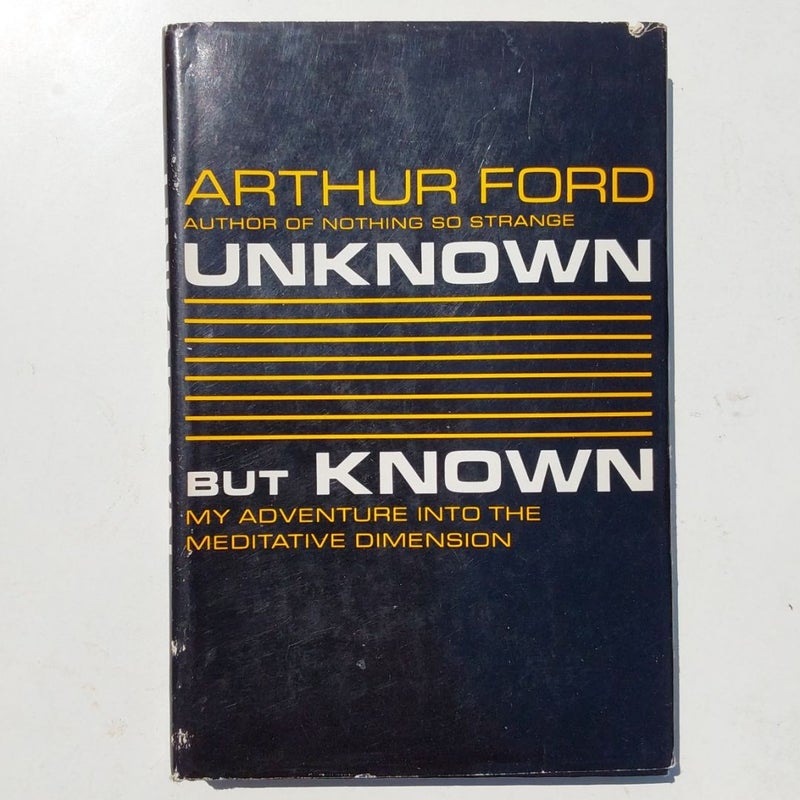 ARTHUR FORD
AUTHOR OF NOTHING SO STRANGE
UNKNOWN
BUT KNOWN
MY ADVENTURE INTO THE
MEDITATIVE DIMENSION